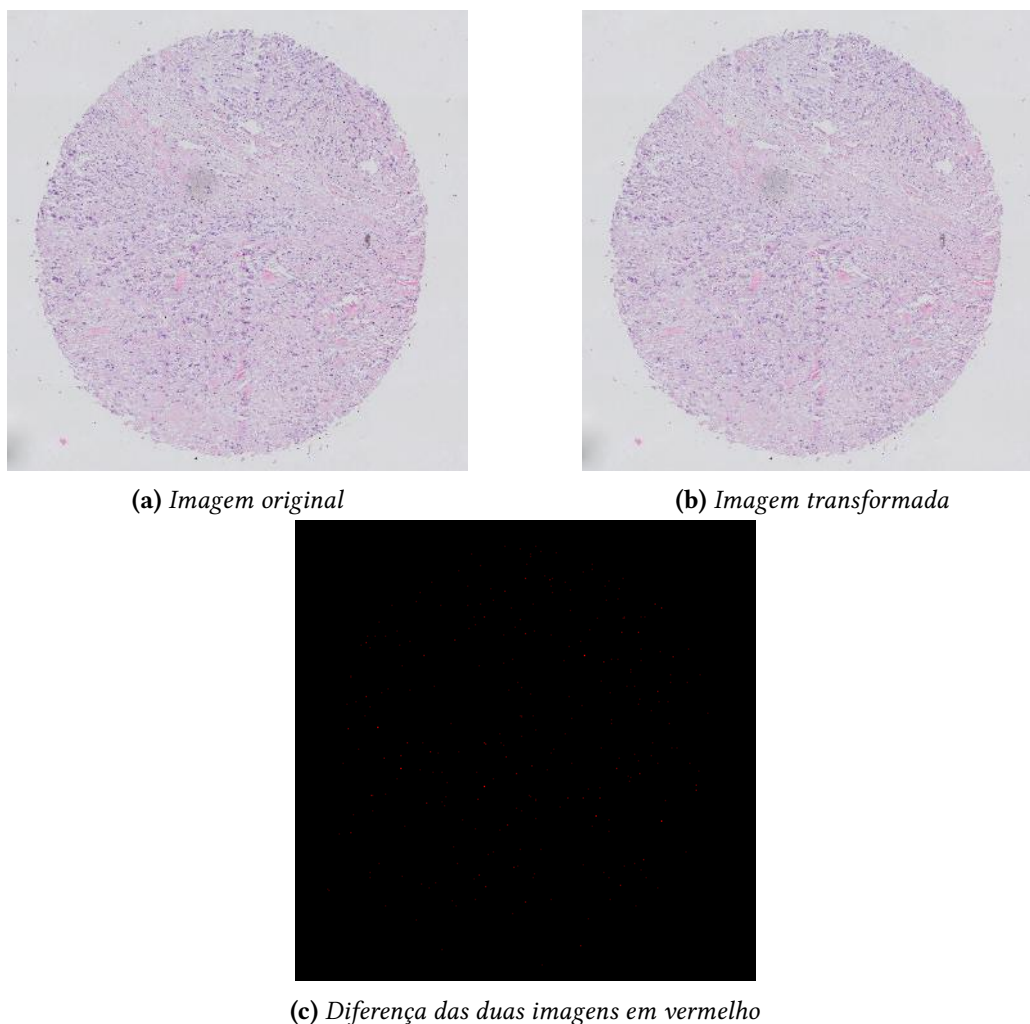 (a) Imagem original
(b) Imagem transformada
(c) Diferença das duas imagens em vermelho